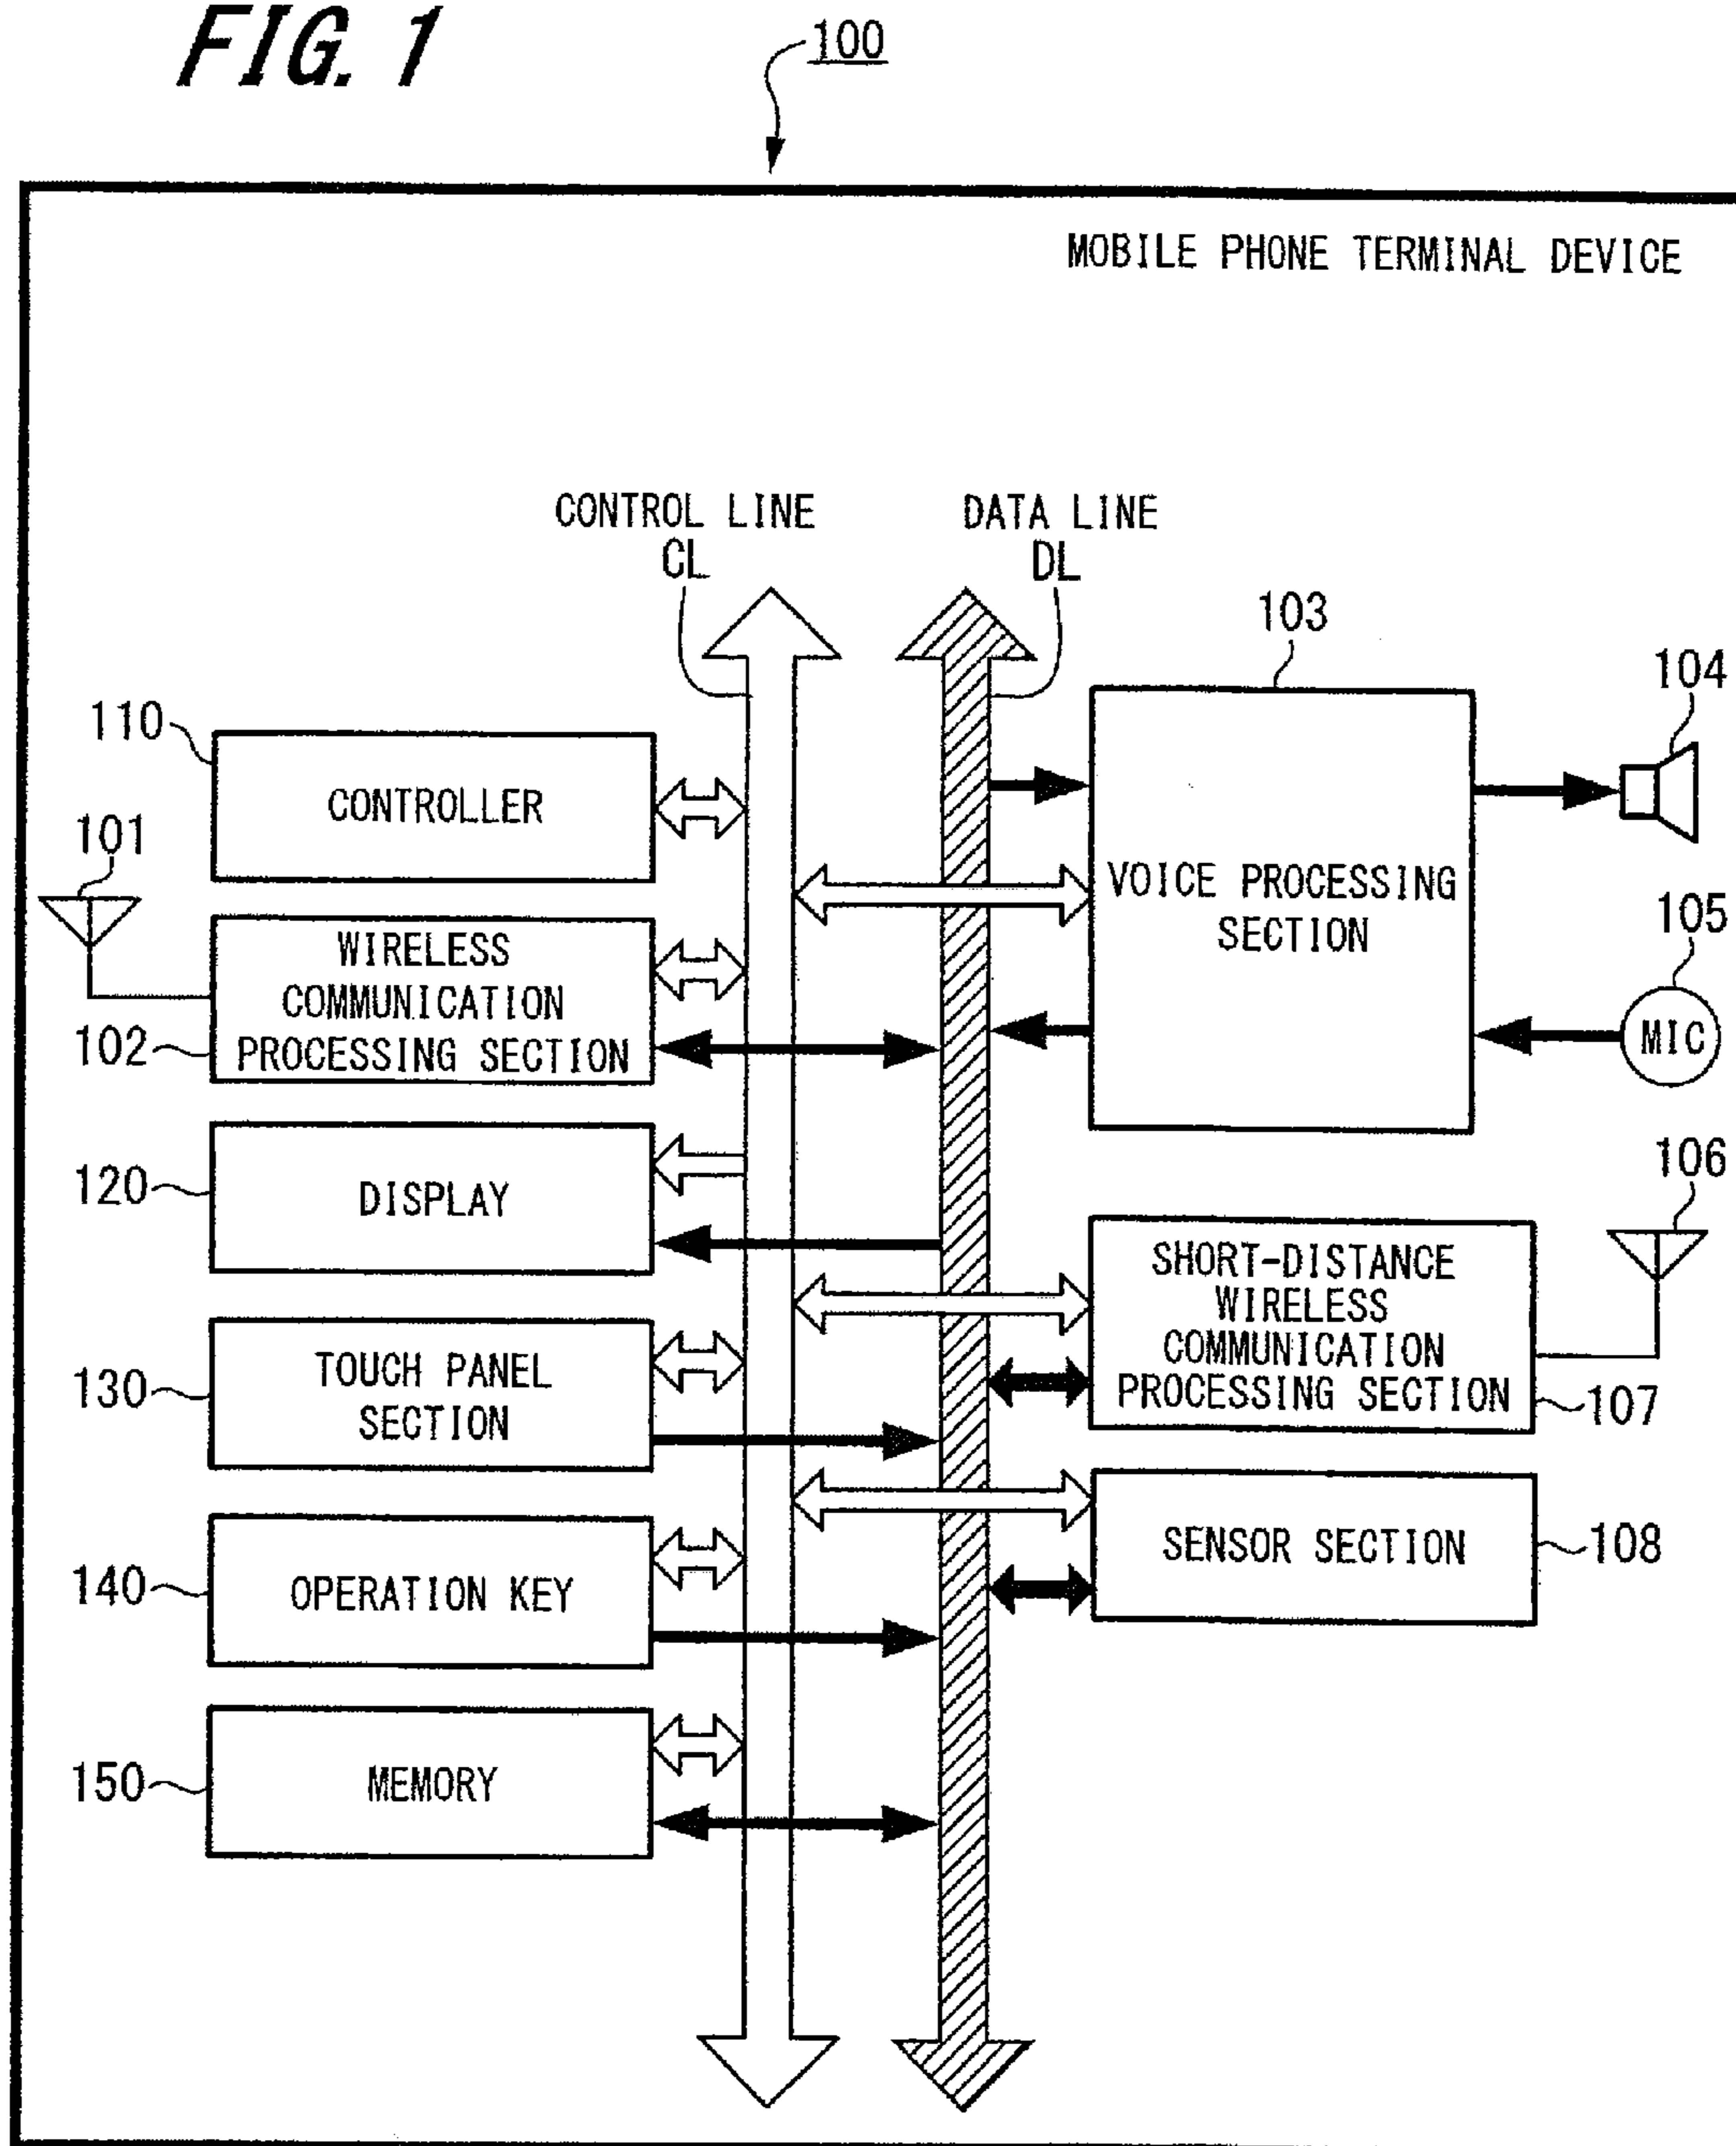 FIG. 1
100
MOBILE PHONE TERMINAL DEVICE
CONTROL LINE
CL
DATA LINE
DL
103
104
110
CONTROLLER
101
VOICE PROCESSING
SECTION
105
MIC
WIRELESS
COMMUNICATION
PROCESSING SECTION
102
120
DISPLAY
106
SHORT-DISTANCE
WIRELESS
COMMUNICATION
PROCESSING SECTION
107
130
TOUCH PANEL
SECTION
SENSOR SECTION
108
140
OPERATION KEY
150
MEMORY